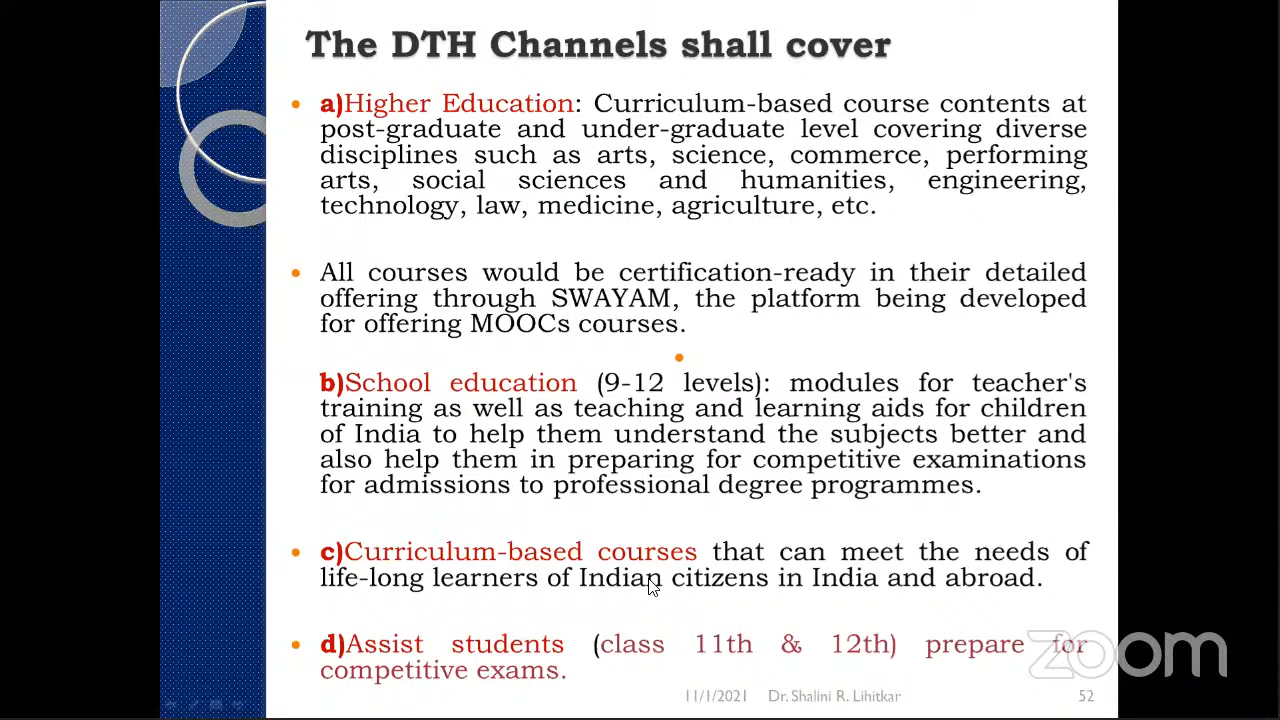 The DTH Channels shall cover
• a)Higher Education: Curriculum-based course contents at
post-graduate and under-graduate level covering diverse
disciplines such as arts, science, commerce, performing
arts, social sciences and humanities, engineering,
technology, law, medicine, agriculture, etc.
• All courses would be certification-ready in their detailed
offering through SWAYAM, the platform being developed
for offering MOOCs courses.
•
b)School education (9-12 levels): modules for teacher's
training as well as teaching and learning aids for children
of India to help them understand the subjects better and
also help them in preparing for competitive examinations
for admissions to professional degree programmes.
• c)Curriculum-based courses that can meet the needs of
life-long learners of Indian citizens in India and abroad.
• d)Assist students (class 11th & 12th) prepare for
competitive exams.
zoom
11/1/2021 Dr. Shalini R. Lihitkar 52